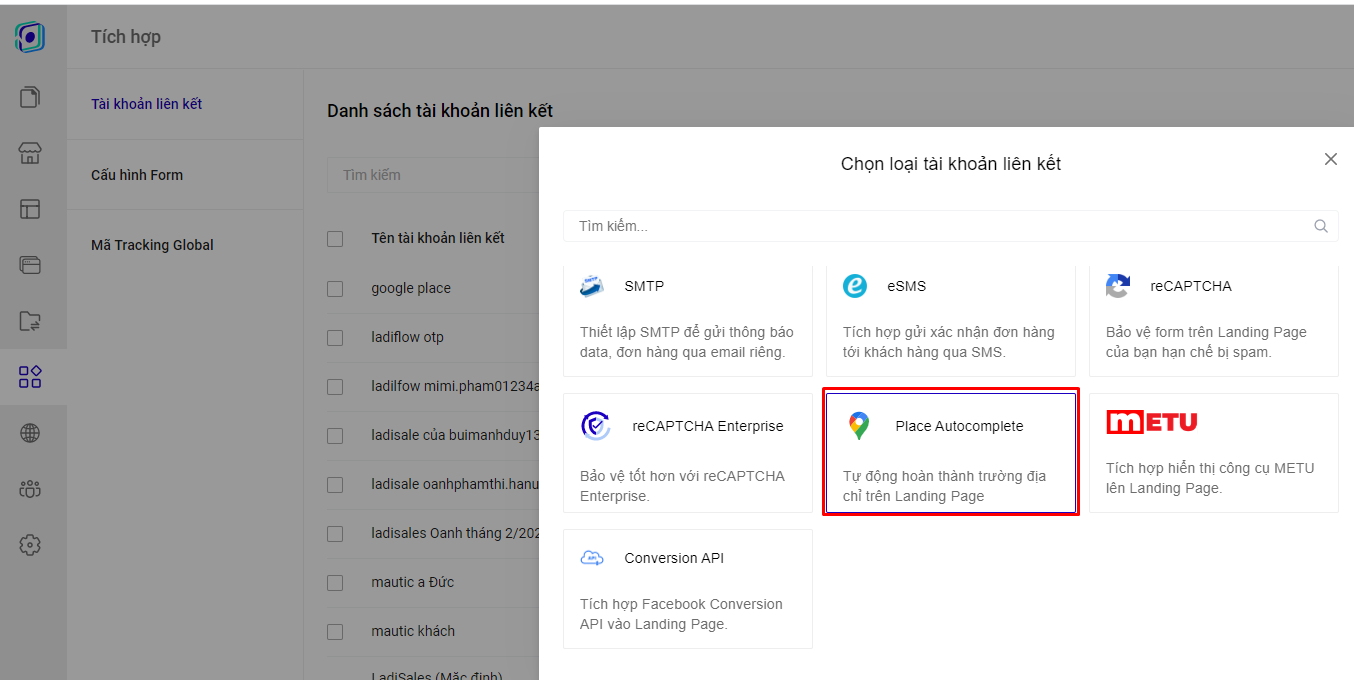 Tích hợp
Tài khoản liên kết
Cấu hình Form
Mã Tracking Global
Danh sách tài khoản liên kết
Tìm kiếm
Tên tài khoản liên kết
google place
ladiflow otp
ladilfow mimi.pham01234a
ladisale của buimanhduy13
ladisale oanhphamthi.hanu
ladisales Oanh tháng 2/202
mautic a Đức
mautic khách
LadiSales (Mặc định)
Chọn loại tài khoản liên kết
Tìm kiếm...
SMTP
Thiết lập SMTP để gửi thông báo
data, đơn hàng qua email riêng.
eSMS
Tích hợp gửi xác nhận đơn hàng
tới khách hàng qua SMS.
reCAPTCHA
Bảo vệ form trên Landing Page
của bạn hạn chế bị spam.
reCAPTCHA Enterprise
Bảo vệ tốt hơn với reCAPTCHA
Enterprise.
Place Autocomplete
Tự động hoàn thành trường địa
chỉ trên Landing Page
mETU
Tích hợp hiển thị công cụ METU
lên Landing Page.
API
Conversion API
Tích hợp Facebook Conversion
API vào Landing Page.